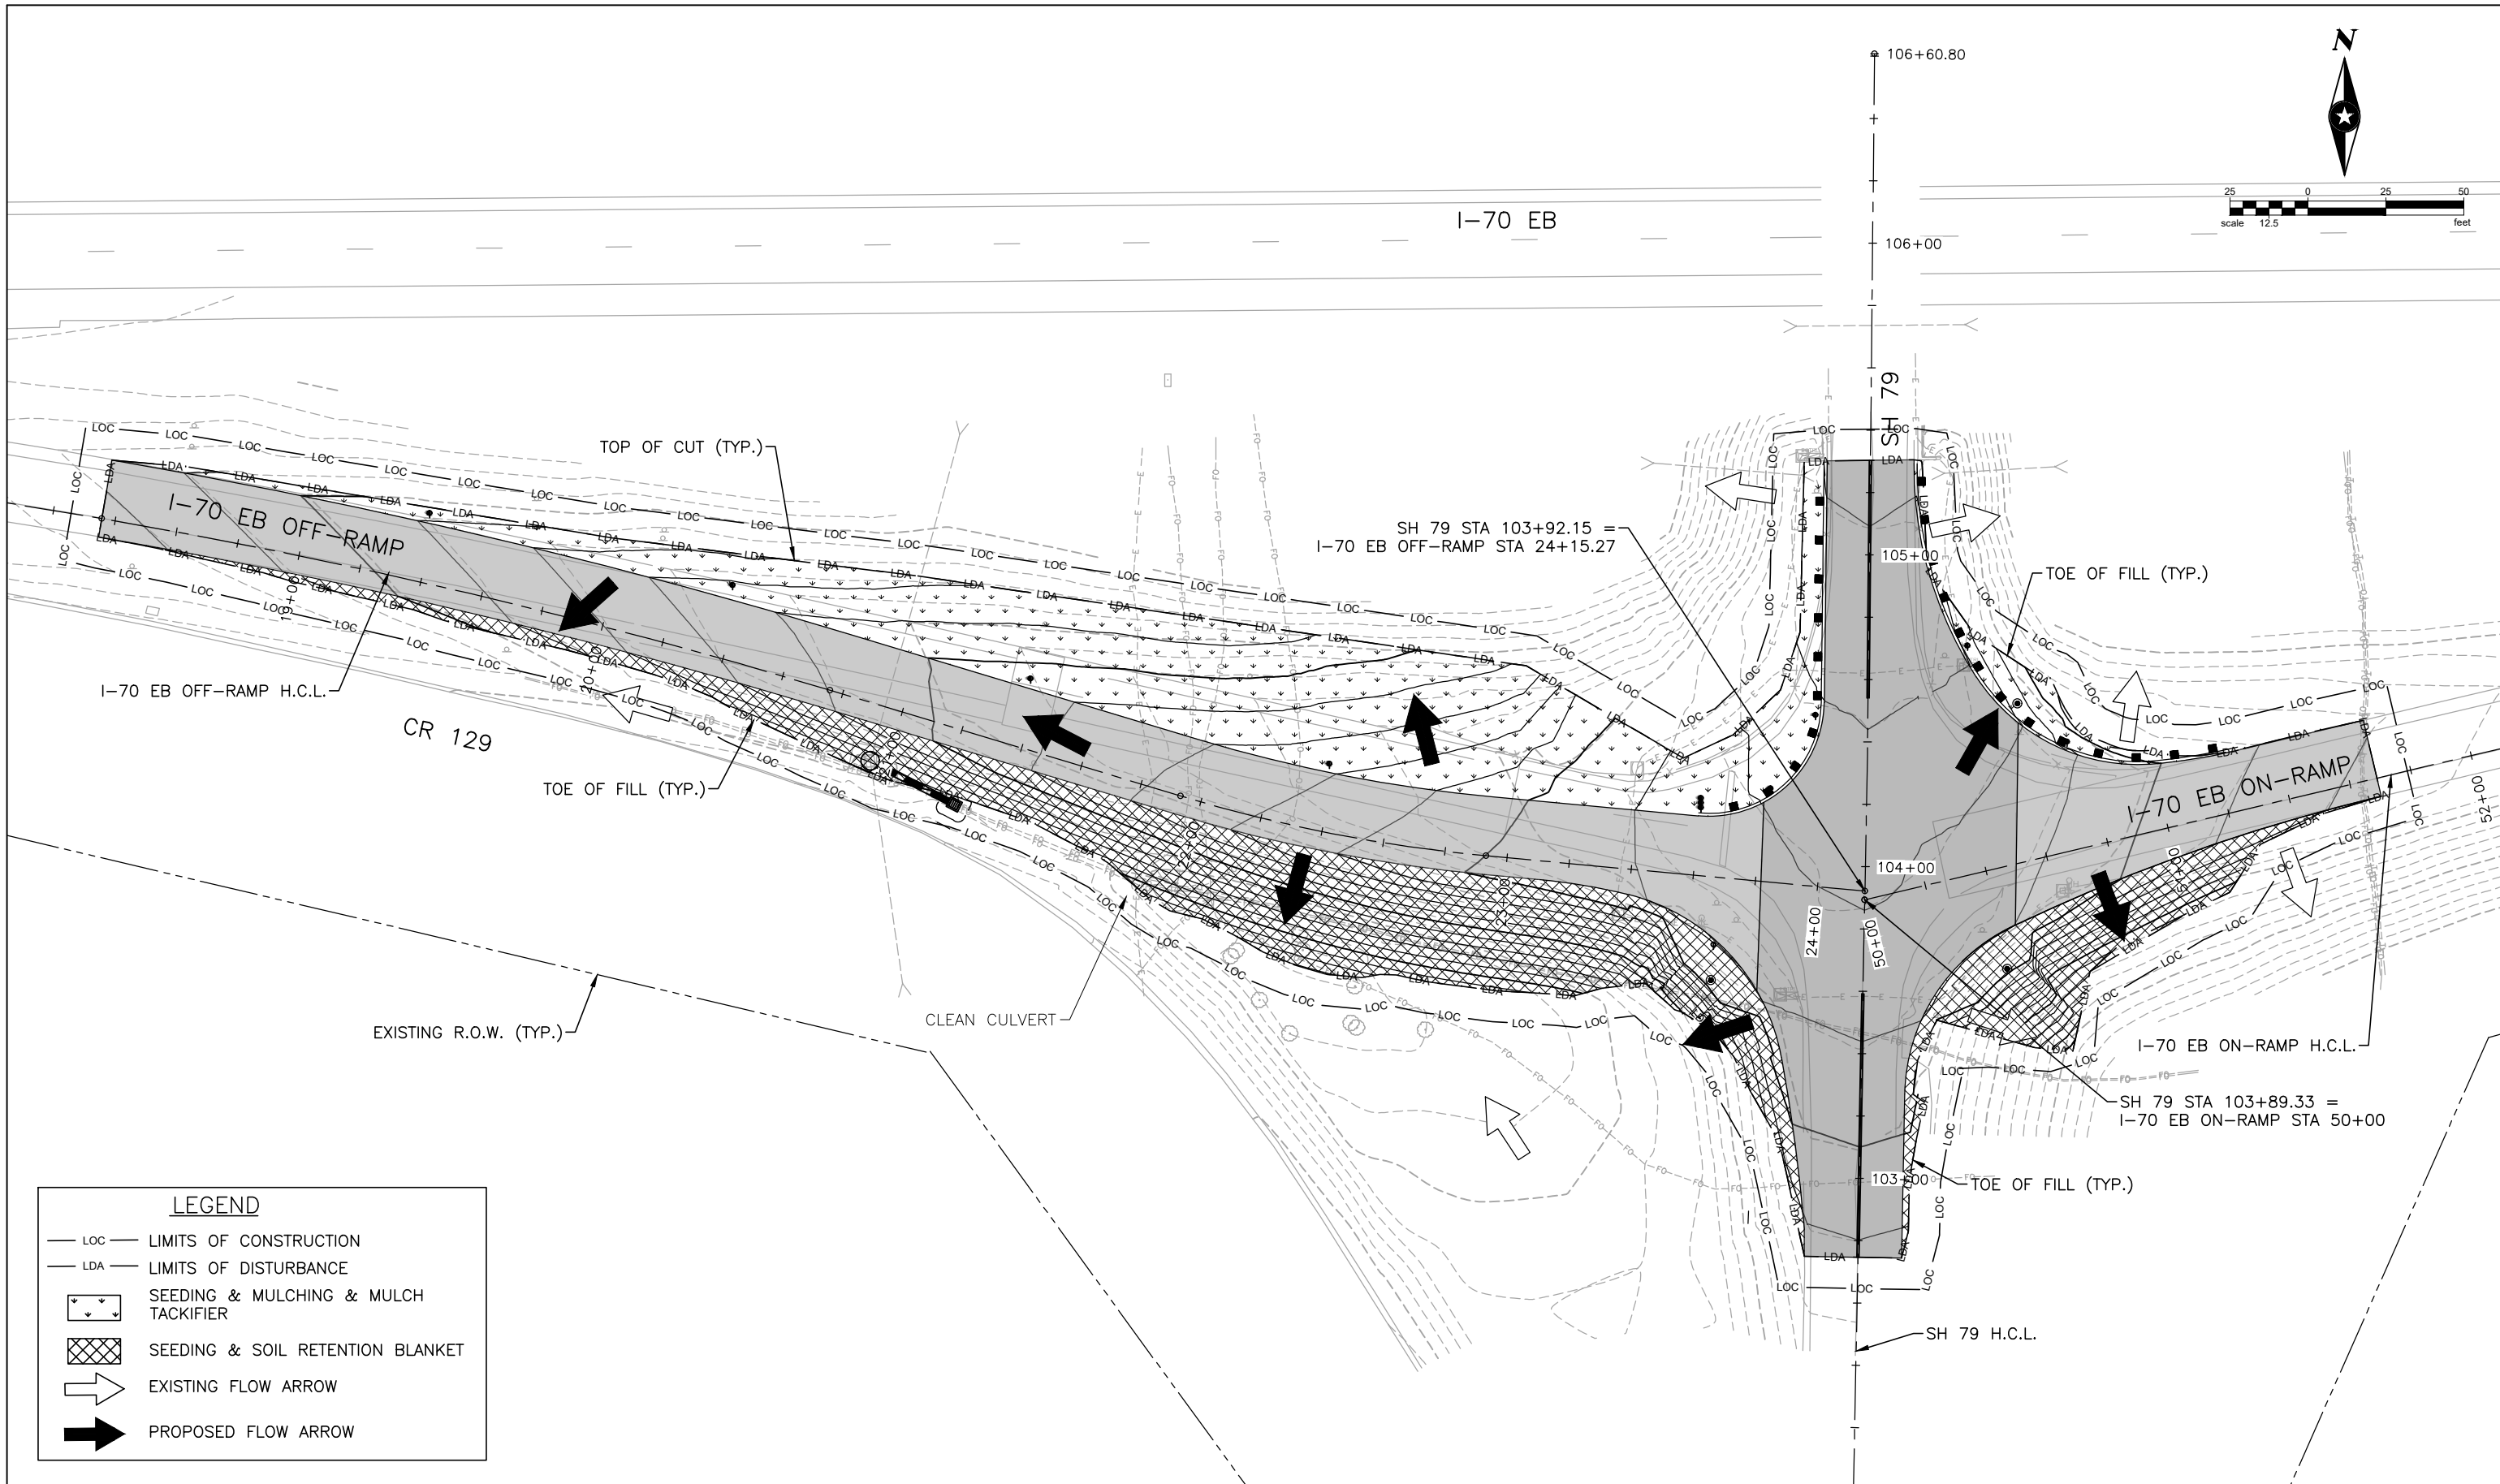 106+60.80
N
25 0 25 50
scale 12.5 feet
I-70 EB
106+00
SH 79
TOP OF CUT (TYP.)
I-70 EB OFF-RAMP
SH 79 STA 103+92.15 =
I-70 EB OFF-RAMP STA 24+15.27
105+00
TOE OF FILL (TYP.)
19+00
20+00
I-70 EB OFF-RAMP H.C.L.
CR 129
TOE OF FILL (TYP.)
22+00
23+00
24+00
50+00
104+00
51+00
52+00
I-70 EB ON-RAMP
CLEAN CULVERT
EXISTING R.O.W. (TYP.)
I-70 EB ON-RAMP H.C.L.
SH 79 STA 103+89.33 =
I-70 EB ON-RAMP STA 50+00
103+00
TOE OF FILL (TYP.)
SH 79 H.C.L.
LEGEND
LOC LIMITS OF CONSTRUCTION
LDA LIMITS OF DISTURBANCE
SEEDING & MULCHING & MULCH
TACKIFIER
SEEDING & SOIL RETENTION BLANKET
EXISTING FLOW ARROW
PROPOSED FLOW ARROW